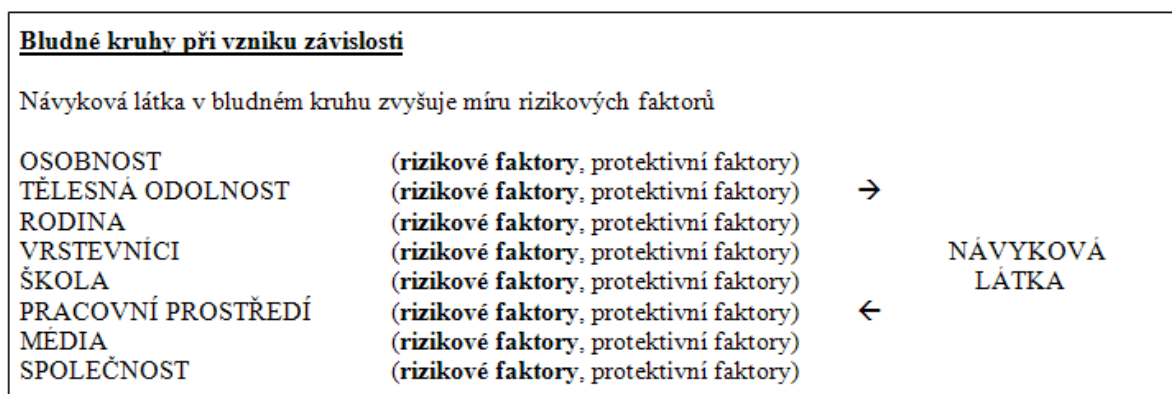 Bludné kruhy při vzniku závislosti
Návyková látka v bludném kruhu zvyšuje míru rizikových faktorů
OSOBNOST (rizikové faktory, protektivní faktory)
TĚLESNÁ ODOLNOST (rizikové faktory, protektivní faktory) →
RODINA (rizikové faktory, protektivní faktory)
VRSTEVNÍCI (rizikové faktory, protektivní faktory) NÁVYKOVÁ
ŠKOLA (rizikové faktory, protektivní faktory) LÁTKA
PRACOVNÍ PROSTŘEDÍ (rizikové faktory, protektivní faktory) ←
MÉDIA (rizikové faktory, protektivní faktory)
SPOLEČNOST (rizikové faktory, protektivní faktory)